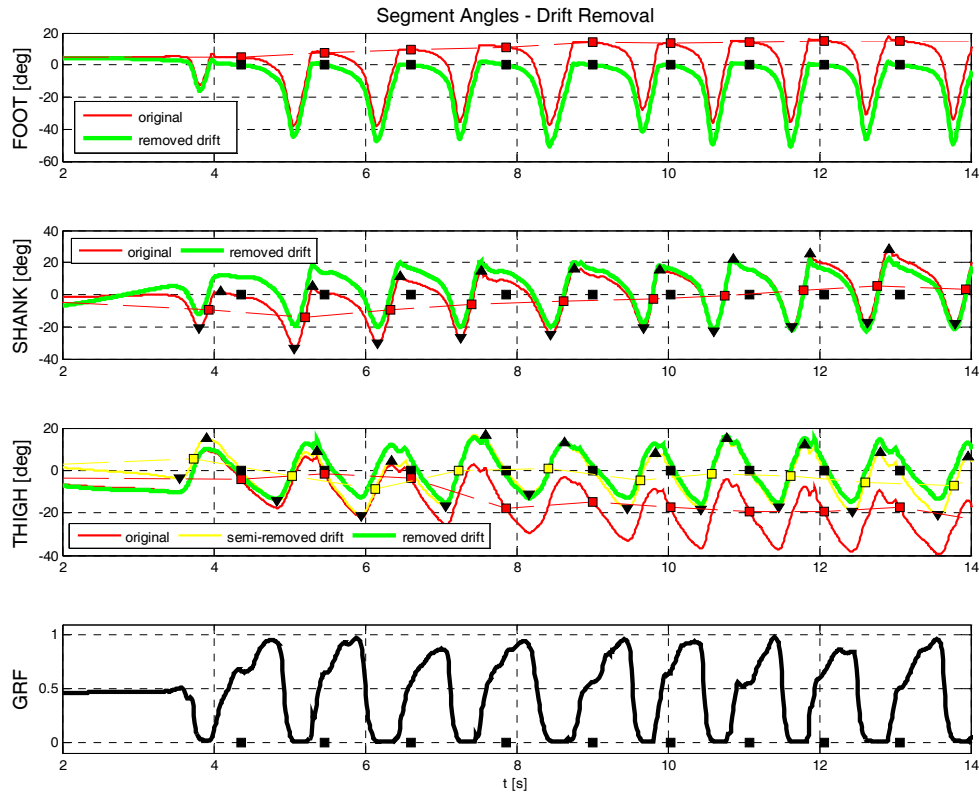 Segment Angles - Drift Removal
FOOT [deg]
20
0
-20
-40
-60
original
removed drift
2 4 6 8 10 12 14
SHANK [deg]
40
20
0
-20
-40
original removed drift
2 4 6 8 10 12 14
THIGH [deg]
20
0
-20
-40
original semi-removed drift removed drift
2 4 6 8 10 12 14
GRF
1
0.5
0
2 4 6 8 10 12 14
t [s]